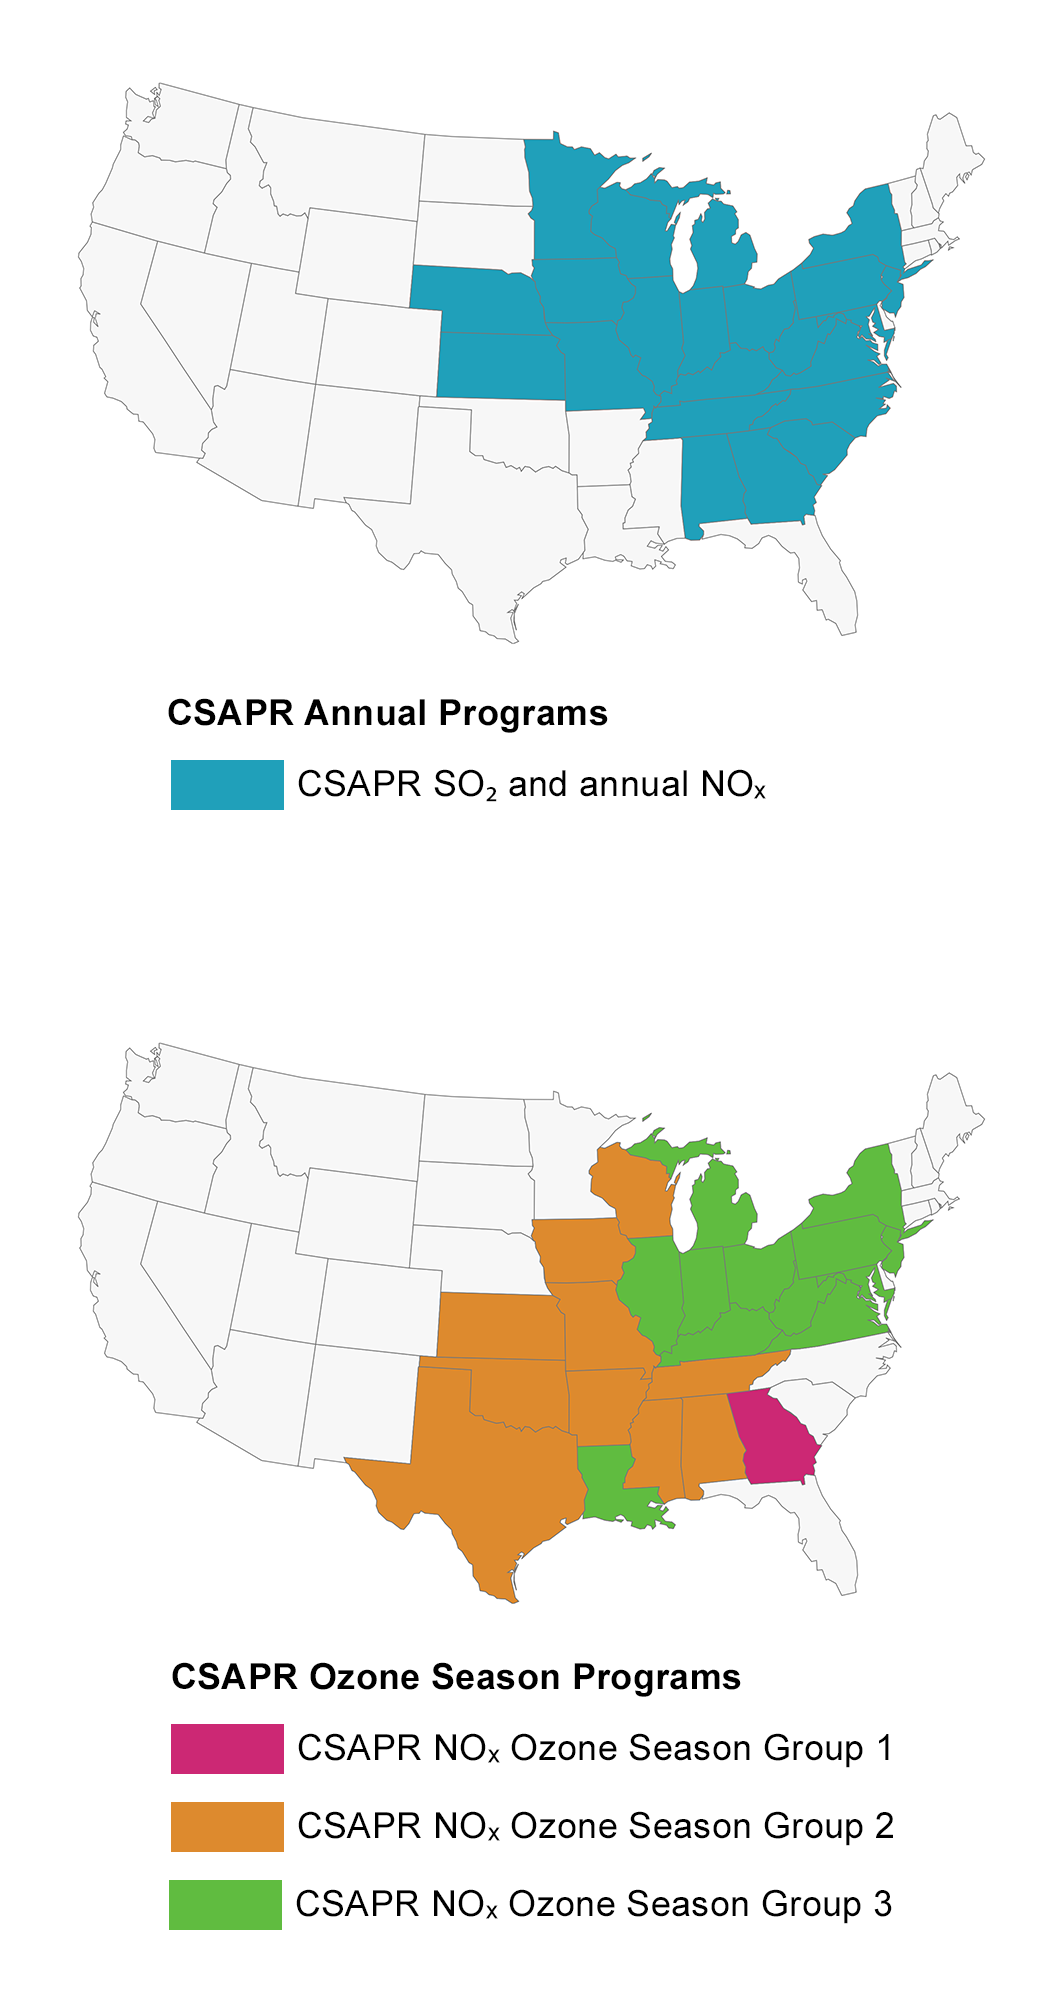 CSAPR Annual Programs
CSAPR SO₂ and annual NOₓ
CSAPR Ozone Season Programs
CSAPR NOₓ Ozone Season Group 1
CSAPR NOₓ Ozone Season Group 2
CSAPR NOₓ Ozone Season Group 3